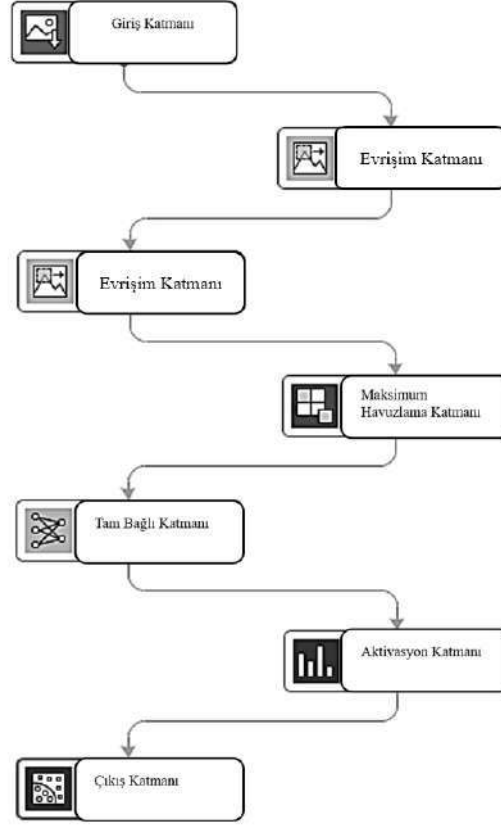 Giriş Katmanı
Evrişim Katmanı
Evrişim Katmanı
Maksimum
Havuzlama Katmanı
Tam Bağlı Katmanı
Aktivasyon Katmanı
Çıkış Katmanı